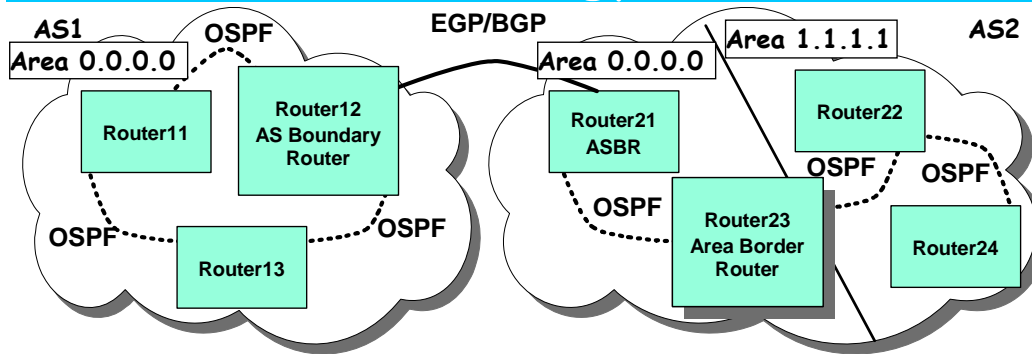 AS1
OSPF
EGP/BGP
AS2
Area 0.0.0.0
Area 0.0.0.0
Area 1.1.1.1
Router11
Router12
AS Boundary
Router
Router21
ASBR
Router22
OSPF
OSPF
OSPF
OSPF
OSPF
Router13
Router23
Area Border
Router
Router24